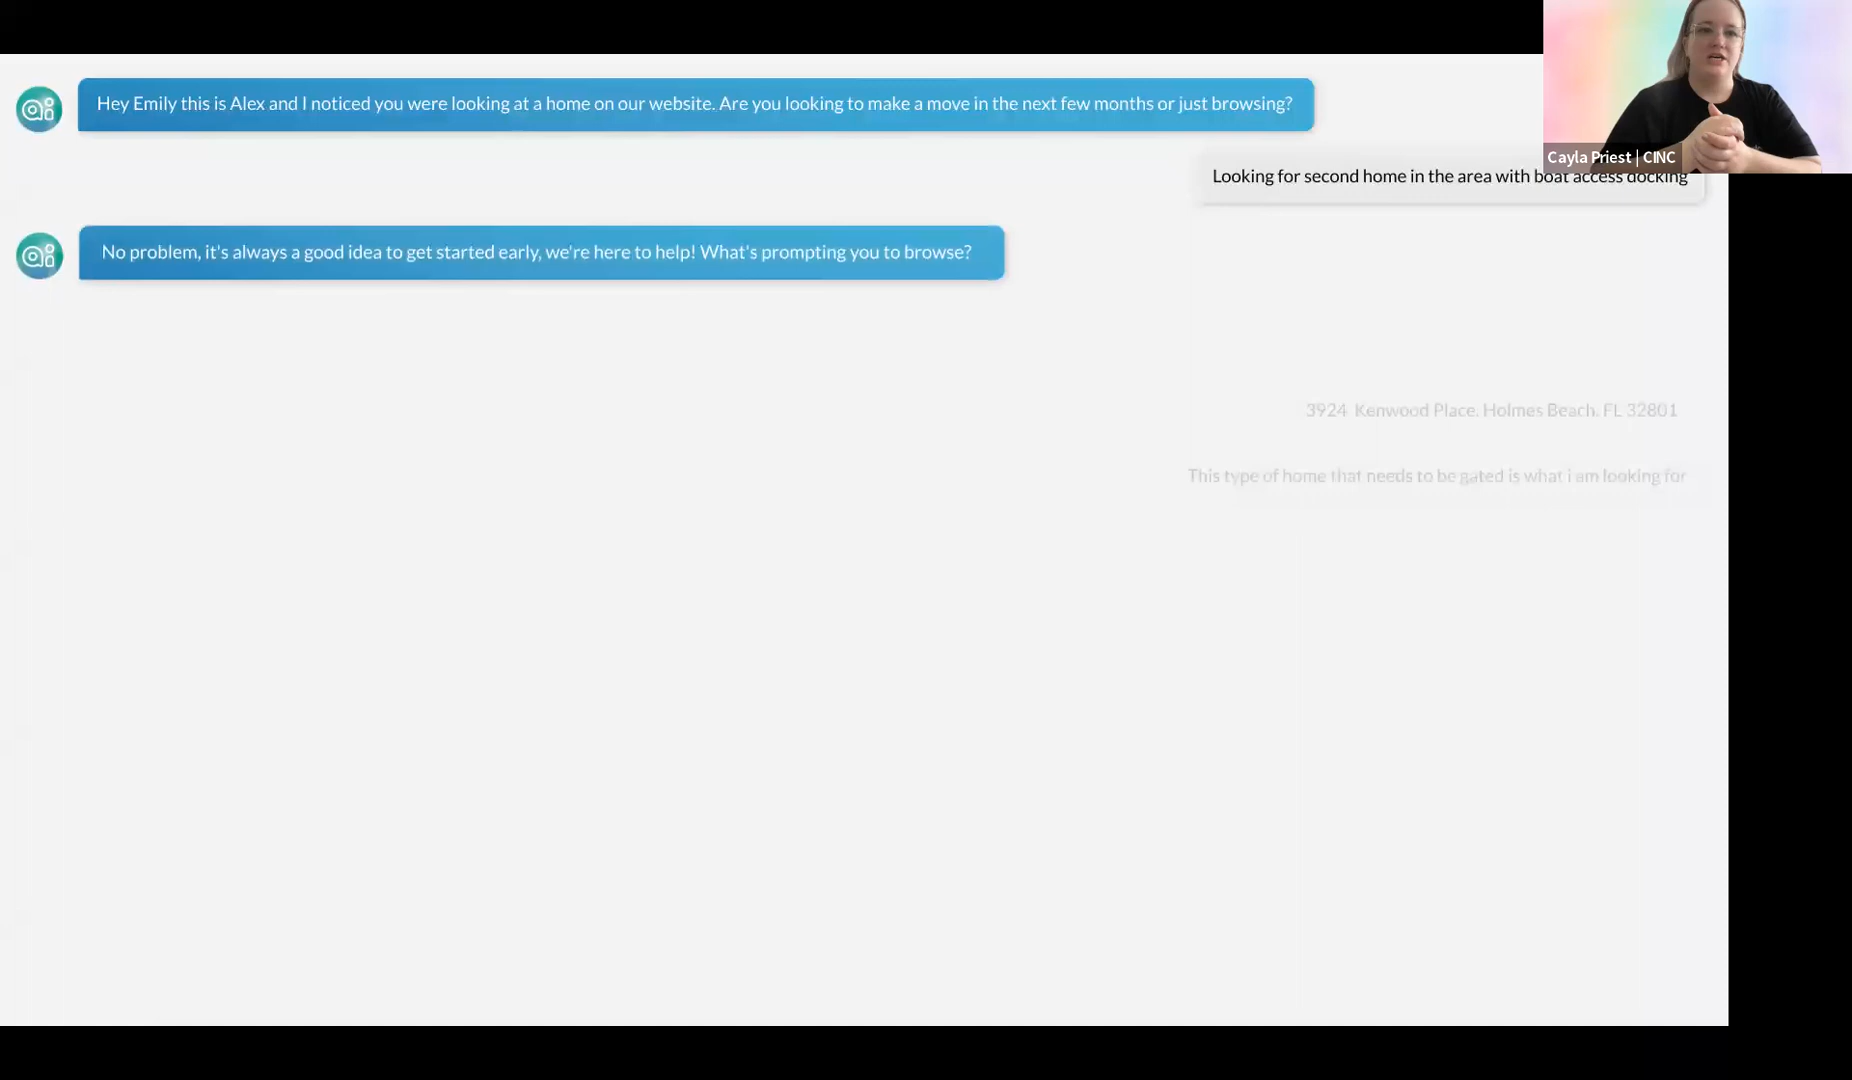 Hey Emily this is Alex and I noticed you were looking at a home on our website. Are you looking to make a move in the next few months or just browsing?
Cayla Priest | CINC
Looking for second home in the area with boat access docking
No problem, it's always a good idea to get started early, we're here to help! What's prompting you to browse?
3924 Kenwood Place. Holmes Beach. FL 32801
This type of home that needs to be gated is what i am looking for